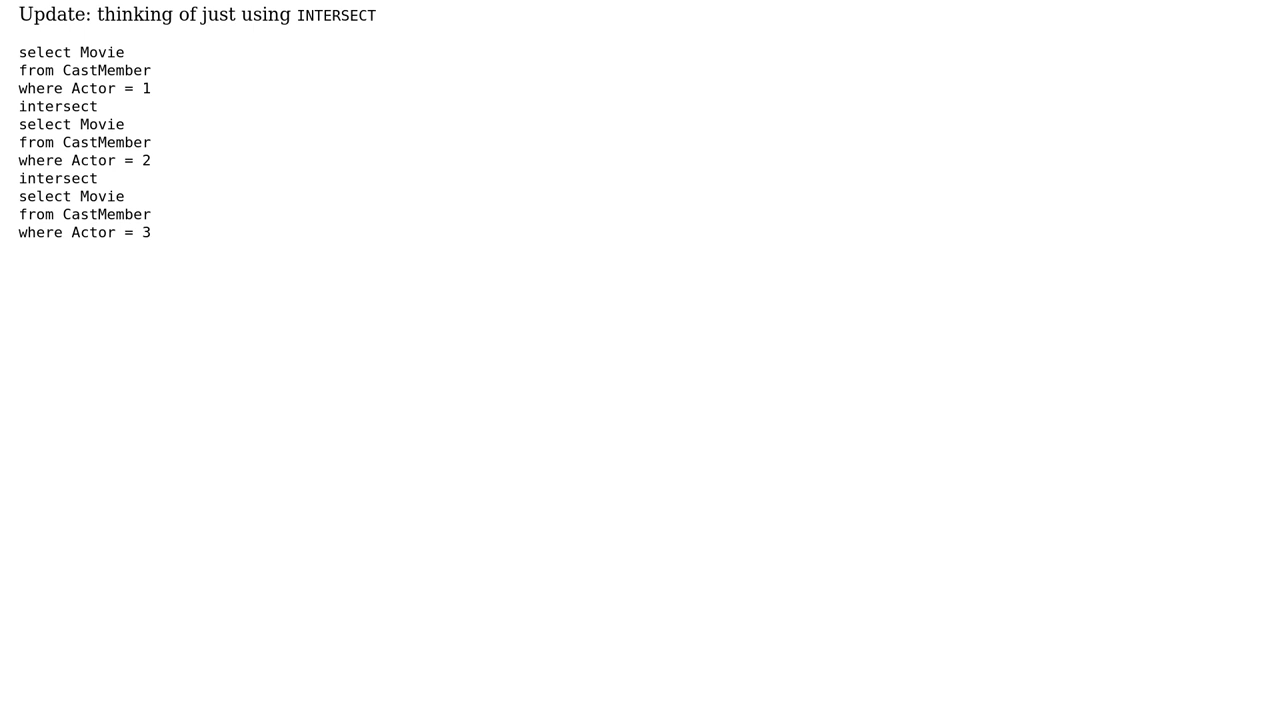 Update: thinking of just using INTERSECT
select Movie
from CastMember
where Actor = 1
intersect
select Movie
from CastMember
where Actor = 2
intersect
select Movie
from CastMember
where Actor = 3